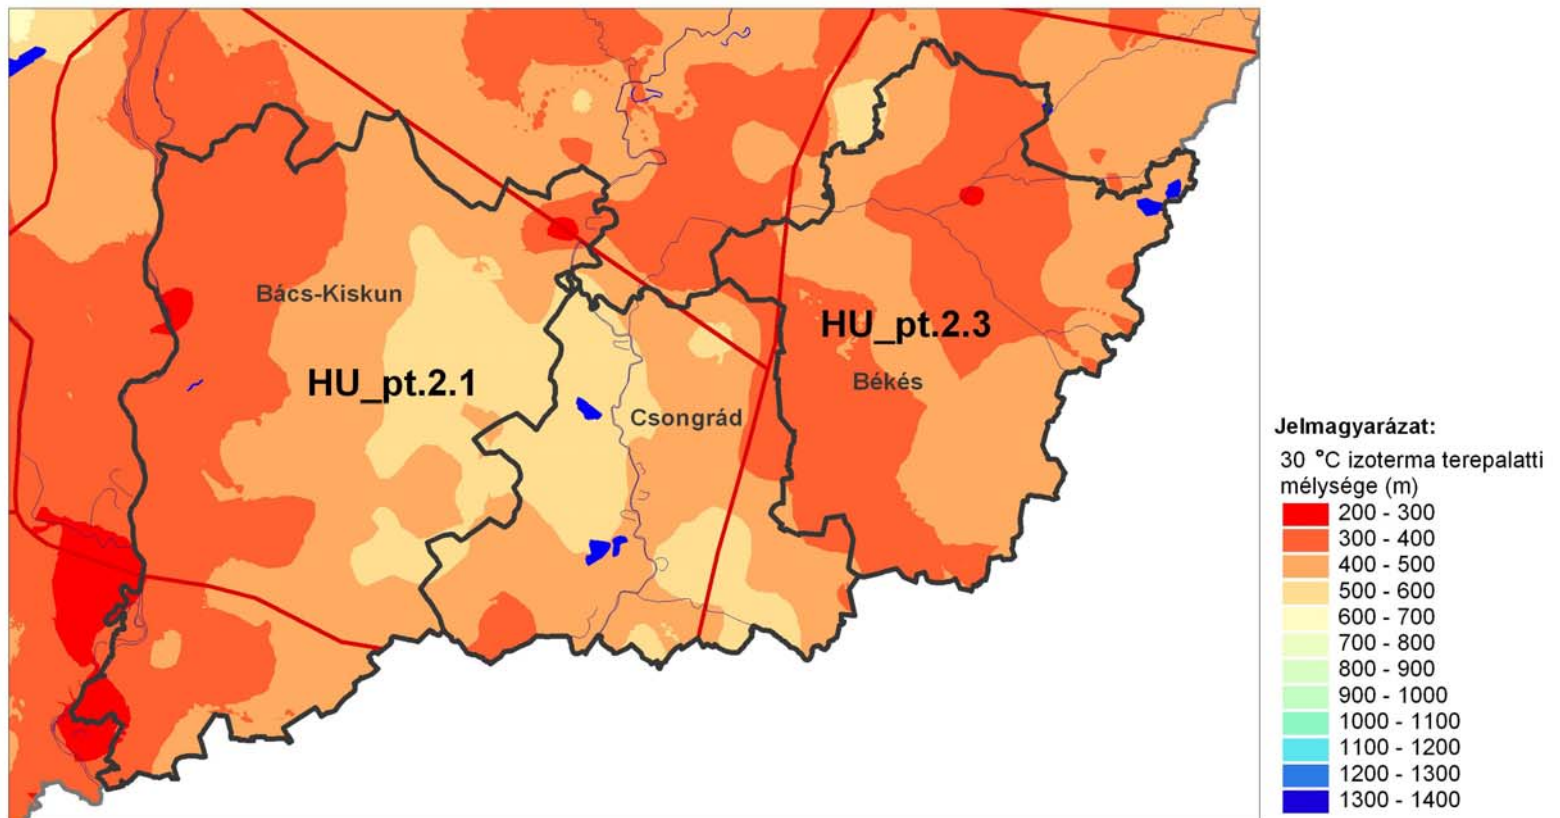 Bács-Kiskun
HU_pt.2.1
Csongrád
HU_pt.2.3
Békés
Jelmagyarázat:
30 °C izoterma terepalatti
mélysége (m)
200 - 300
300 - 400
400 - 500
500 - 600
600 - 700
700 - 800
800 - 900
900 - 1000
1000 - 1100
1100 - 1200
1200 - 1300
1300 - 1400